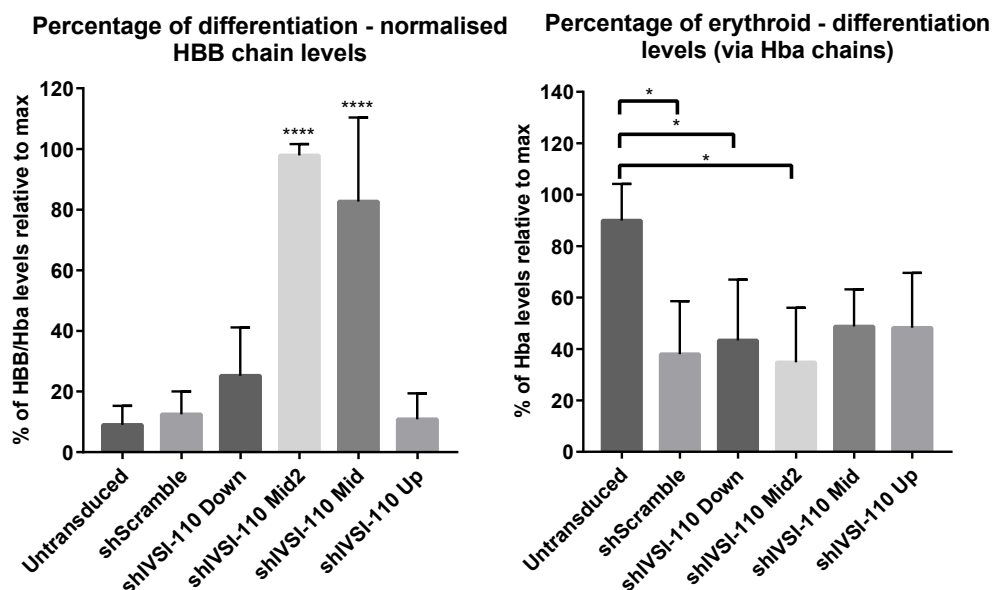 Percentage of differentiation - normalised
HBB chain levels
% of HBB/Hba levels relative to max
120
100
80
60
40
20
0
****
****
Untransduced
shScramble
shIVSI-110 Down
shIVSI-110 Mid2
shIVSI-110 Mid
shIVSI-110 Up
Percentage of erythroid - differentiation
levels (via Hba chains)
% of Hba levels relative to max
140
120
100
80
60
40
20
0
*
*
*
Untransduced
shScramble
shIVSI-110 Down
shIVSI-110 Mid2
shIVSI-110 Mid
shIVSI-110 Up